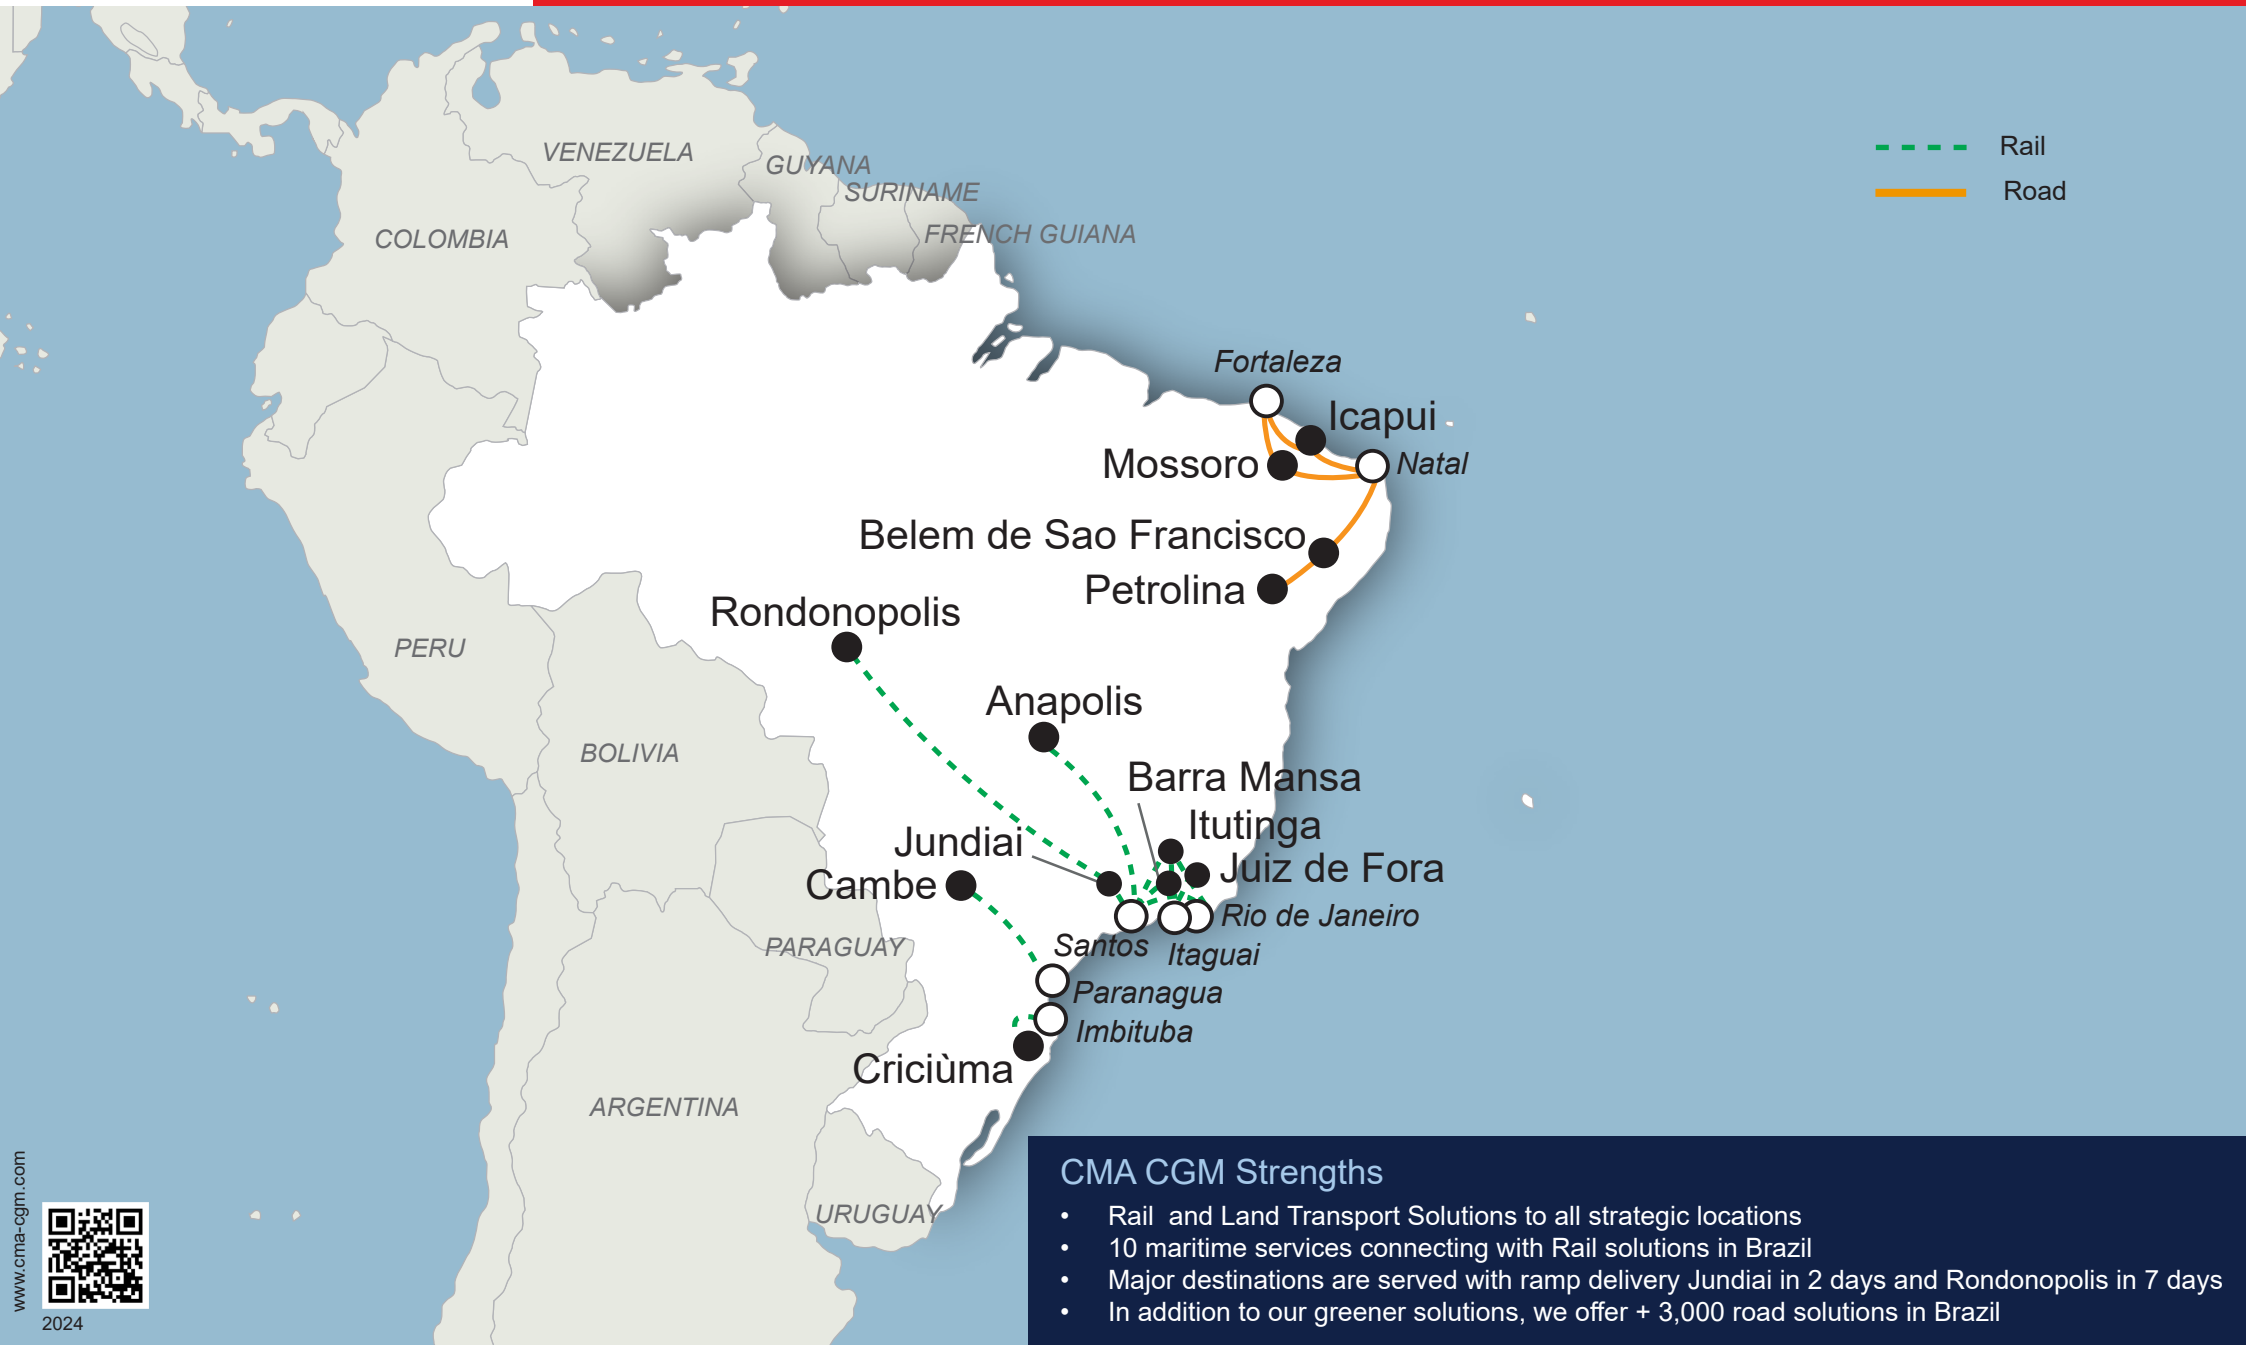 VENEZUELA
GUYANA
SURINAME
FRENCH GUIANA
COLOMBIA
Rail
Road
Fortaleza
Icapui
Mossoro
Natal
Belem de Sao Francisco
Petrolina
Rondonopolis
PERU
Anapolis
BOLIVIA
Barra Mansa
Itutinga
Jundiai
Juiz de Fora
Cambe
Rio de Janeiro
PARAGUAY
Santos
Itaguai
Paranagua
Imbituba
Criciùma
ARGENTINA
URUGUAY
www.cma-cgm.com
2024
CMA CGM Strengths
• Rail  and Land Transport Solutions to all strategic locations
• 10 maritime services connecting with Rail solutions in Brazil
• Major destinations are served with ramp delivery Jundiai in 2 days and Rondonopolis in 7 days
• In addition to our greener solutions, we offer + 3,000 road solutions in Brazil